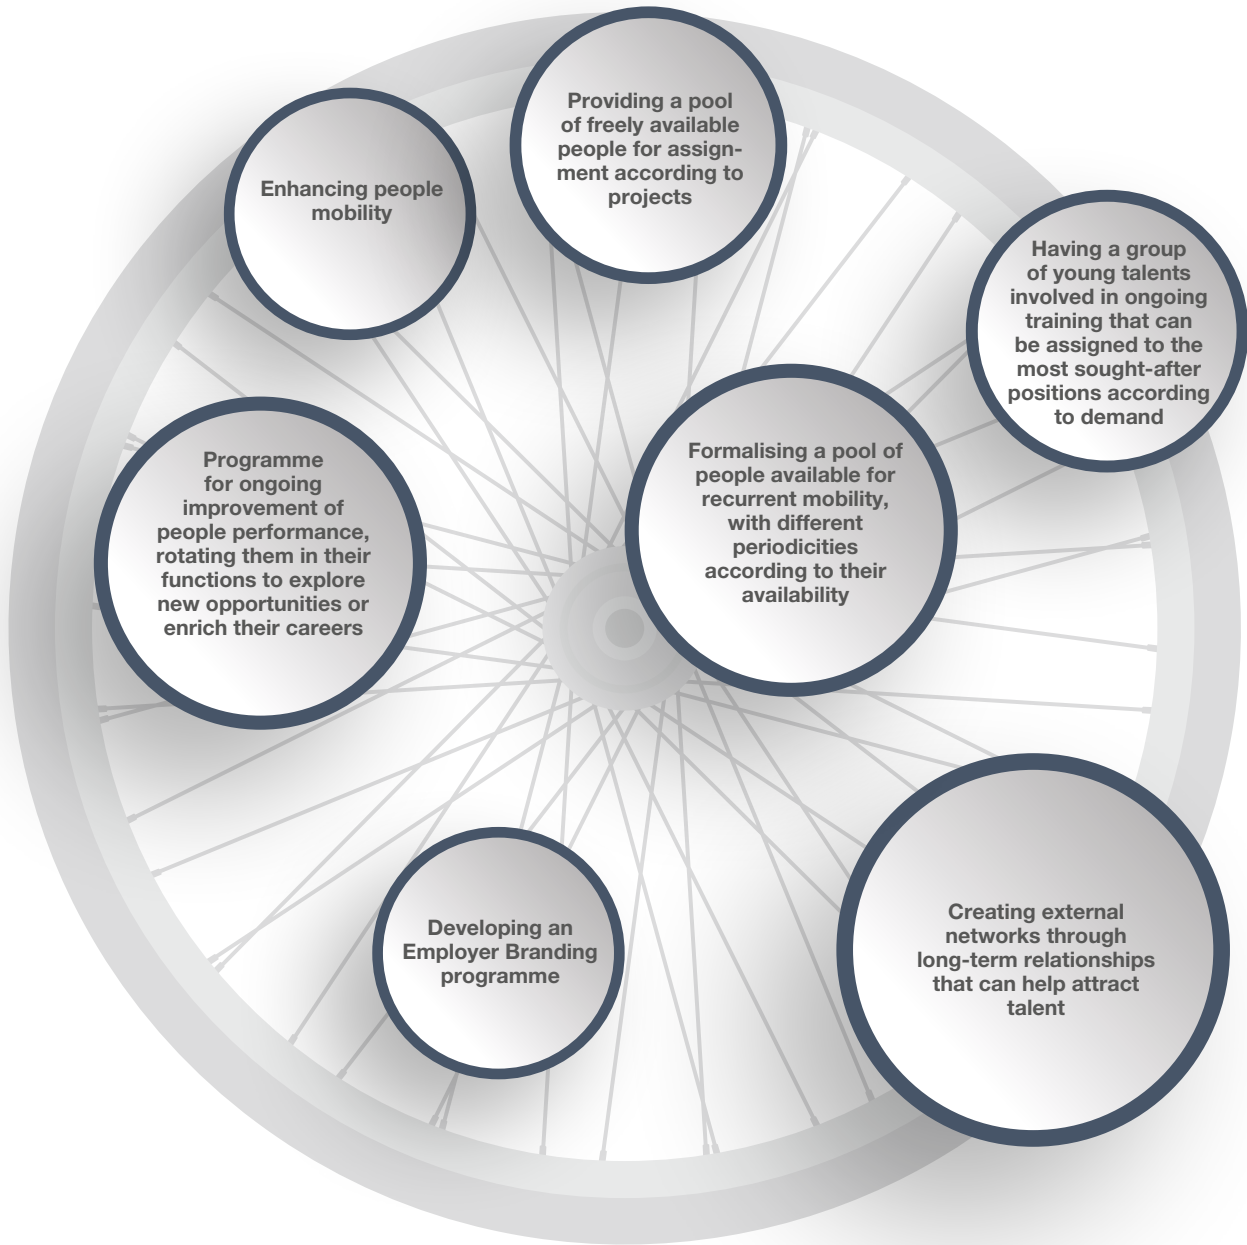 Providing a pool
of freely available
people for assign-
ment according to
projects
Enhancing people
mobility
Having a group
of young talents
involved in ongoing
training that can
be assigned to the
most sought-after
positions according
to demand
Programme
for ongoing
improvement of
people performance,
rotating them in their
functions to explore
new opportunities or
enrich their careers
Formalising a pool of
people available for
recurrent mobility,
with different
periodicities
according to their
availability
Developing an
Employer Branding
programme
Creating external
networks through
long-term relationships
that can help attract
talent